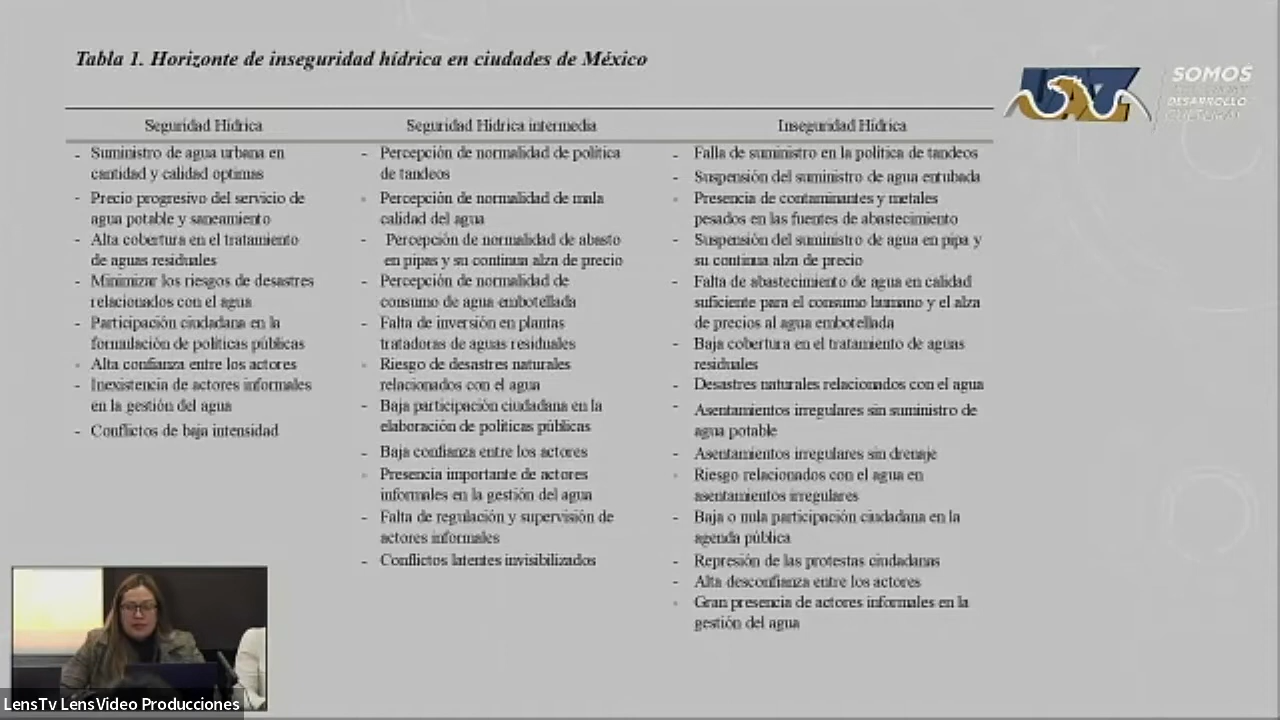 Tabla 1. Horizonte de inseguridad hídrica en ciudades de México
UAZ
SOMOS
DESARROLLO
CULTURAL
Seguridad Hídrica
- Suministro de agua urbana en
cantidad y calidad optimas
- Precio progresivo del servicio de
agua potable y saneamiento
- Alta cobertura en el tratamiento
de aguas residuales
- Minimizar los riesgos de desastres
relacionados con el agua
- Participación ciudadana en la
formulación de políticas públicas
- Alta confianza entre los actores
- Inexistencia de actores informales
en la gestión del agua
- Conflictos de baja intensidad
Seguridad Hídrica intermedia
- Percepción de normalidad de política
de tandeos
- Percepción de normalidad de mala
calidad del agua
- Percepción de normalidad de abasto
en pipas y su continua alza de precio
- Percepción de normalidad de
consumo de agua embotellada
- Falta de inversión en plantas
tratadoras de aguas residuales
- Riesgo de desastres naturales
relacionados con el agua
- Baja participación ciudadana en la
elaboración de políticas públicas
- Baja confianza entre los actores
- Presencia importante de actores
informales en la gestión del agua
- Falta de regulación y supervisión de
actores informales
- Conflictos latentes invisibilizados
Inseguridad Hídrica
- Falla de suministro en la política de tandeos
- Suspensión del suministro de agua entubada
- Presencia de contaminantes y metales
pesados en las fuentes de abastecimiento
- Suspensión del suministro de agua en pipa y
su continua alza de precio
- Falta de abastecimiento de agua en calidad
suficiente para el consumo humano y el alza
de precios al agua embotellada
- Baja cobertura en el tratamiento de aguas
residuales
- Desastres naturales relacionados con el agua
- Asentamientos irregulares sin suministro de
agua potable
- Asentamientos irregulares sin drenaje
- Riesgo relacionados con el agua en
asentamientos irregulares
- Baja o nula participación ciudadana en la
agenda pública
- Represión de las protestas ciudadanas
- Alta desconfianza entre los actores
- Gran presencia de actores informales en la
gestión del agua
LensTv LensVideo Producciones